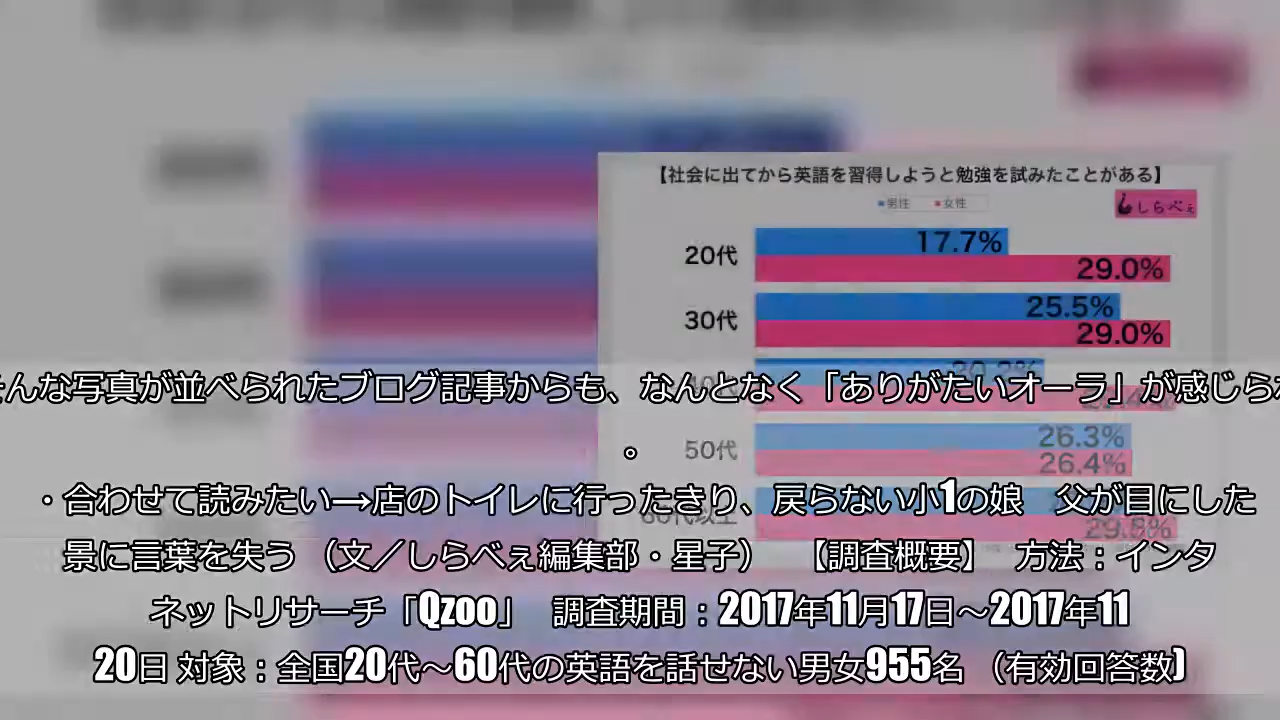 【社会に出てから英語を習得しようと勉強を試みたことがある】
■男性 ■女性
しらべぇ
20代
17.7%
29.0%
30代
25.5%
29.0%
50代
26.3%
26.4%
60代以上
29.8%
んな写真が並べられたブログ記事からも、なんとなく「ありがたいオーラ」が感じら
。
・合わせて読みたい→店のトイレに行ったきり、戻らない小1の娘　父が目にした
景に言葉を失う （文／しらべぇ編集部・星子） 【調査概要】 方法：インタ
ネットリサーチ「Qzoo」 調査期間：2017年11月17日～2017年11
20日 対象：全国20代～60代の英語を話せない男女955名 （有効回答数)